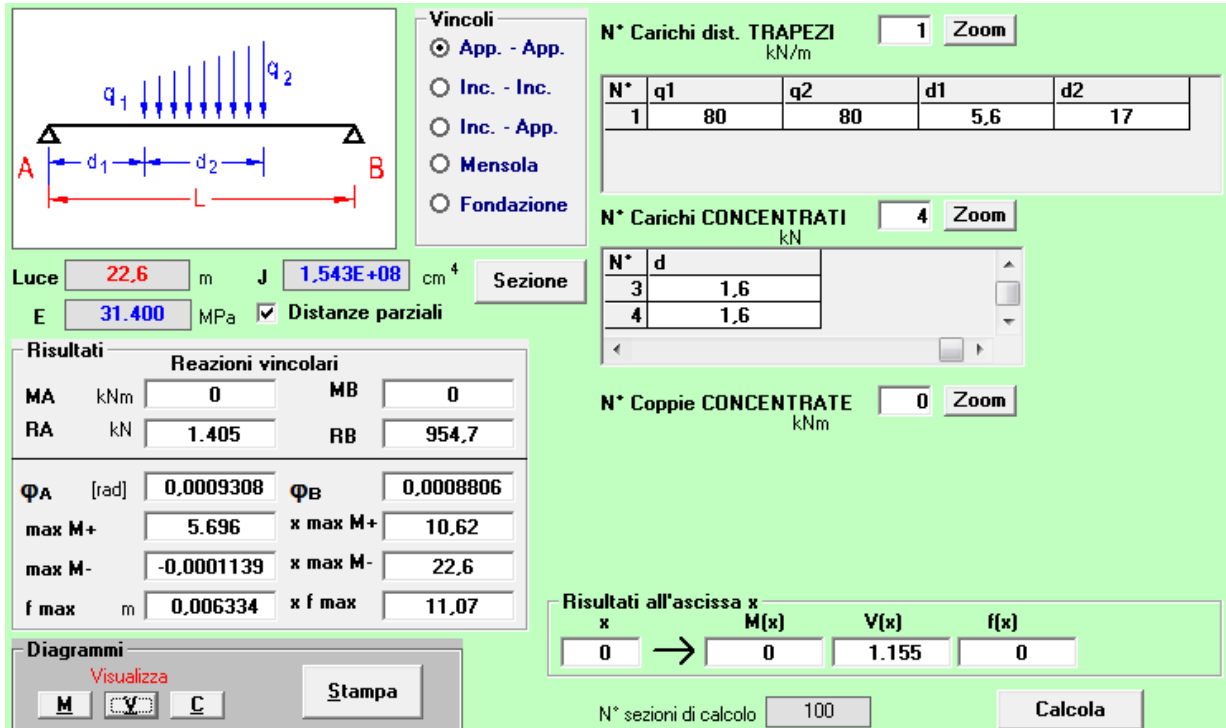 q1
q2
A
d1
d2
B
L
Vincoli
App. - App.
Inc. - Inc.
Inc. - App.
Mensola
Fondazione
N° Carichi dist. TRAPEZI 1 Zoom
kN/m
N° q1 q2 d1 d2
1 80 80 5,6 17
N° Carichi CONCENTRATI 4 Zoom
kN
N° d
3 1,6
4 1,6
Luce 22,6 m J 1,543E+08 cm 4 Sezione
E 31.400 MPa Distanze parziali
Risultati
Reazioni vincolari
MA kNm 0 MB 0
RA kN 1.405 RB 954,7
φA [rad] 0,0009308 φB 0,0008806
max M+ 5.696 x max M+ 10,62
max M- -0,0001139 x max M- 22,6
f max m 0,006334 x f max 11,07
N° Coppie CONCENTRATE 0 Zoom
kNm
Risultati all'ascissa x
x M(x) V(x) f(x)
0 0 1.155 0
Diagrammi
Visualizza
M V C Stampa
N° sezioni di calcolo 100 Calcola